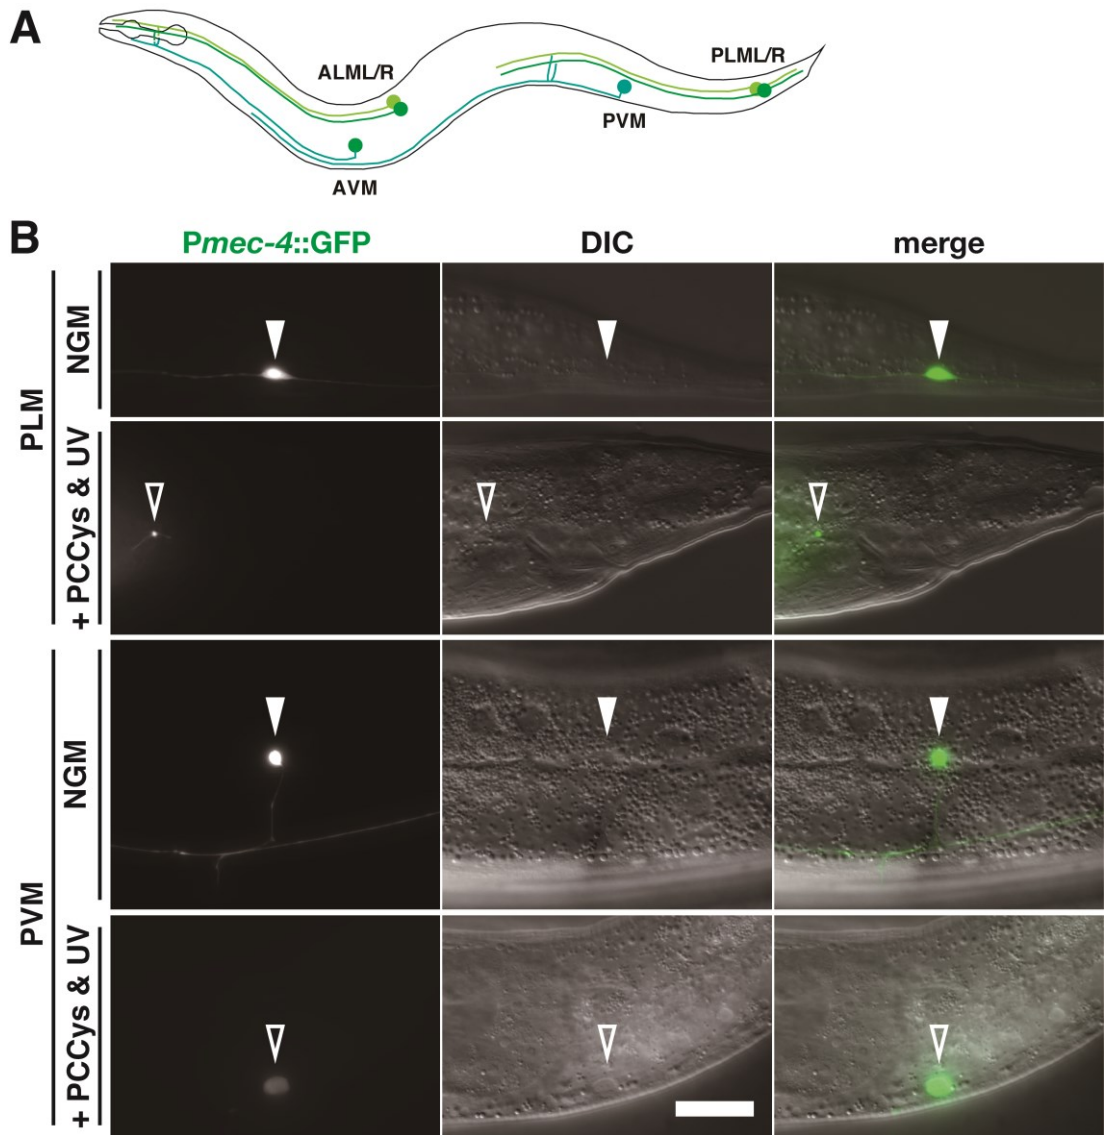 A
ALML/R
PLML/R
PVM
AVM
B
Pmec-4::GFP
DIC
merge
PLM
NGM
+ PCCys & UV
PVM
NGM
+ PCCys & UV